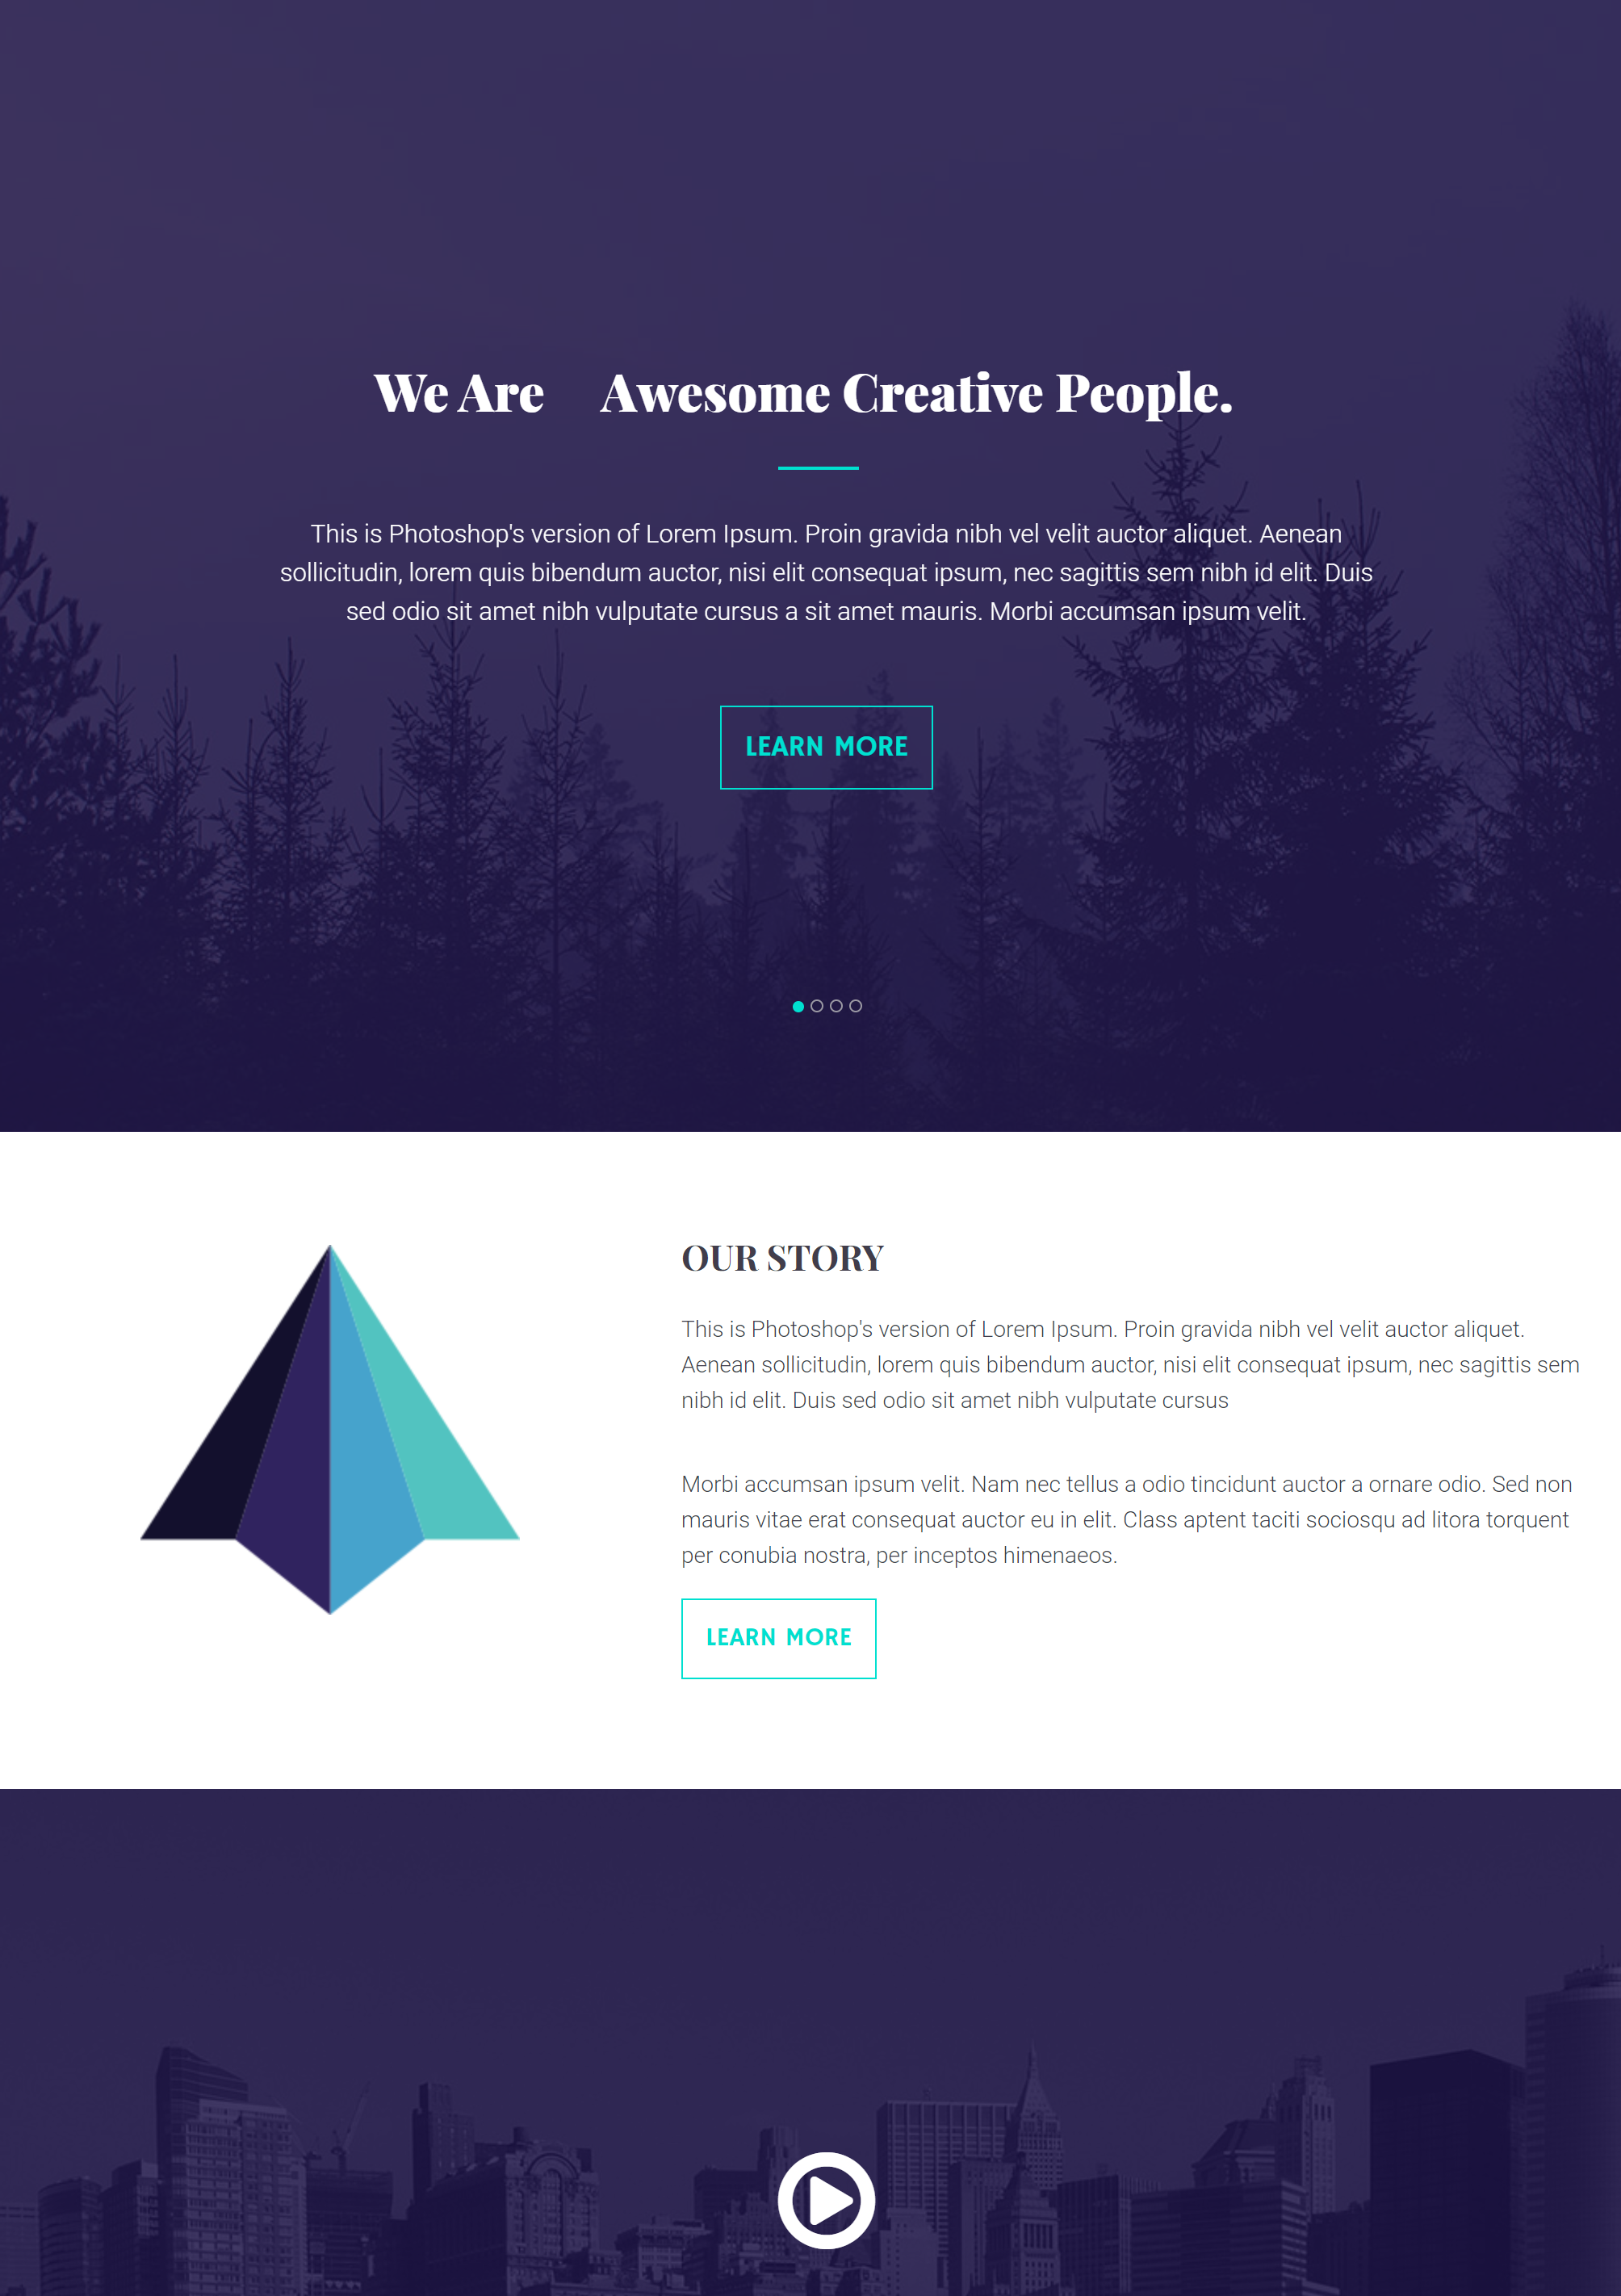 We Are Awesome Creative People.
This is Photoshop's version of Lorem Ipsum. Proin gravida nibh vel velit auctor aliquet. Aenean
sollicitudin, lorem quis bibendum auctor, nisi elit consequat ipsum, nec sagittis sem nibh id elit. Duis
sed odio sit amet nibh vulputate cursus a sit amet mauris. Morbi accumsan ipsum velit.
LEARN MORE
OUR STORY
This is Photoshop's version of Lorem Ipsum. Proin gravida nibh vel velit auctor aliquet.
Aenean sollicitudin, lorem quis bibendum auctor, nisi elit consequat ipsum, nec sagittis sem
nibh id elit. Duis sed odio sit amet nibh vulputate cursus
Morbi accumsan ipsum velit. Nam nec tellus a odio tincidunt auctor a ornare odio. Sed non
mauris vitae erat consequat auctor eu in elit. Class aptent taciti sociosqu ad litora torquent
per conubia nostra, per inceptos himenaeos.
LEARN MORE